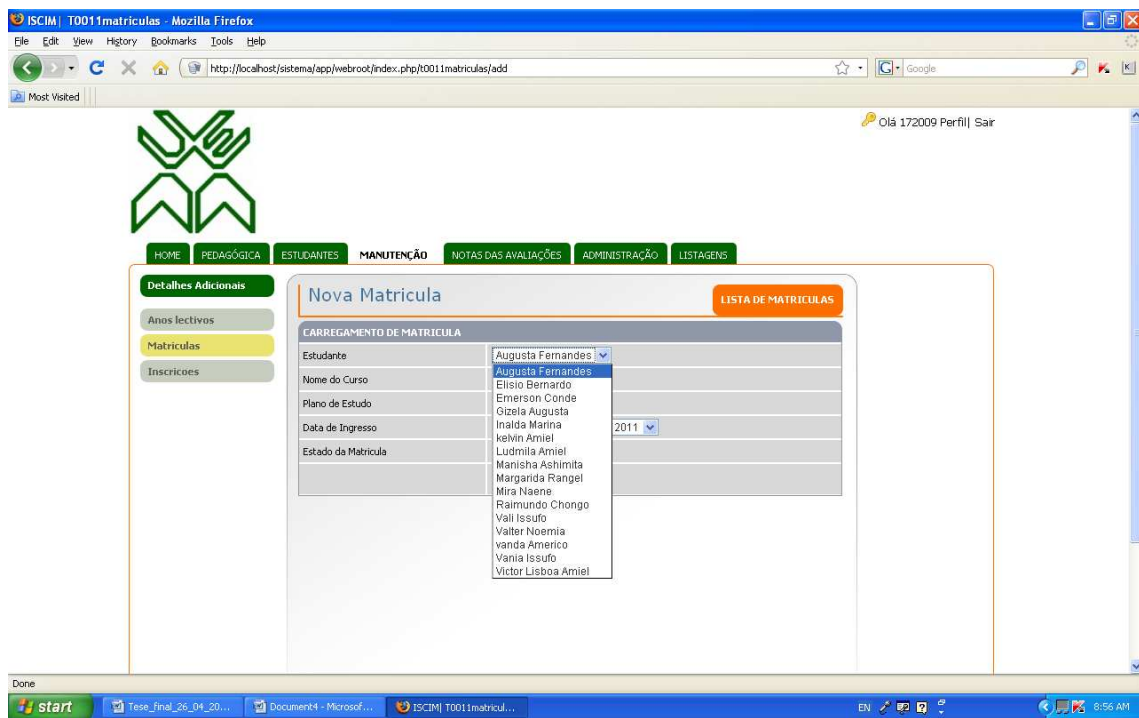 ISCIM| T0011matriculas - Mozilla Firefox
File Edit View History Bookmarks Tools Help
http://localhost/sistema/app/webroot/index.php/t0011matriculas/add
G Google
Most Visited
Olá 172009 Perfil| Sair
HOME PEDAGÓGICA ESTUDANTES MANUTENÇÃO NOTAS DAS AVALIAÇÕES ADMINISTRAÇÃO LISTAGENS
Detalhes Adicionais
Anos lectivos
Matriculas
Inscricoes
Nova Matricula
LISTA DE MATRICULAS
CARREGAMENTO DE MATRICULA
Estudante Augusta Fernandes
Nome do Curso
Plano de Estudo
Data de Ingresso 2011
Estado da Matricula
Augusta Fernandes
Elisio Bernardo
Emerson Conde
Gizela Augusta
Inalda Marina
kelvin Amiel
Ludmila Amiel
Manisha Ashimita
Margarida Rangel
Mira Naene
Raimundo Chongo
Vali Issufo
Valter Noemia
vanda Americo
Vania Issufo
Victor Lisboa Amiel
Done
start Tese_final_26_04_20... Document4 - Microsof... ISCIM| T0011matricul... EN 8:56 AM